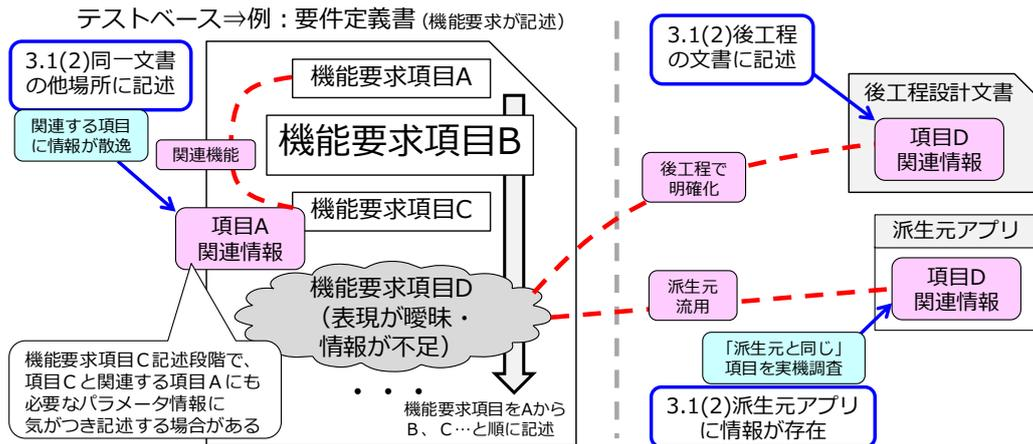 テストベース⇒例：要件定義書（機能要求が記述）
3.1(2)同一文書
の他場所に記述
関連する項目
に情報が散逸
関連機能
機能要求項目A
機能要求項目B
機能要求項目C
項目A
関連情報
機能要求項目D
（表現が曖昧・
情報が不足）
機能要求項目Ｃ記述段階で、
項目Ｃと関連する項目Ａにも
必要なパラメータ情報に
気がつき記述する場合がある
・・・
機能要求項目をAから
Ｂ、Ｃ…と順に記述
3.1(2)後工程
の文書に記述
後工程設計文書
項目D
関連情報
後工程で
明確化
派生元アプリ
項目D
関連情報
派生元
流用
「派生元と同じ」
項目を実機調査
3.1(2)派生元アプリ
に情報が存在